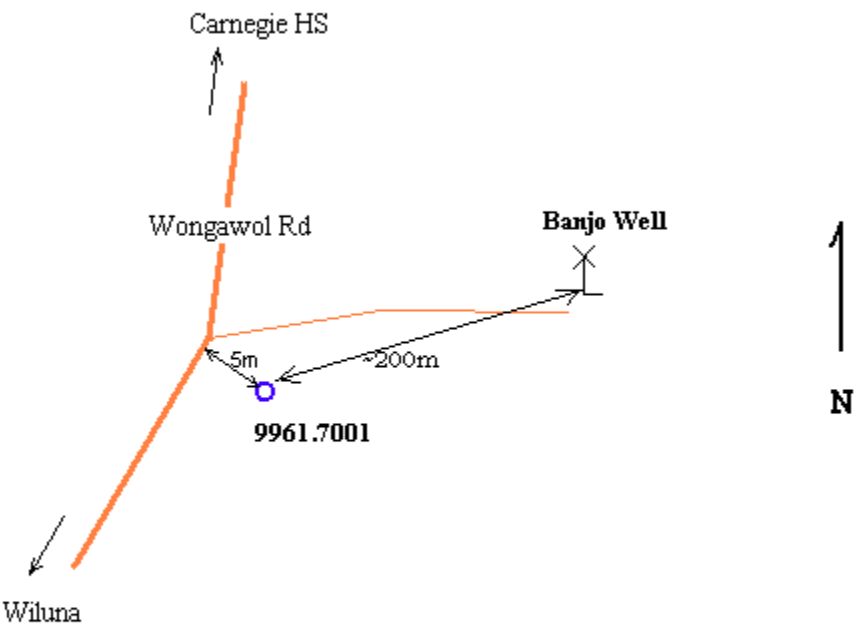 Carnegie HS
Wongawol Rd
Banjo Well
5m
~200m
9961.7001
N
Wiluna